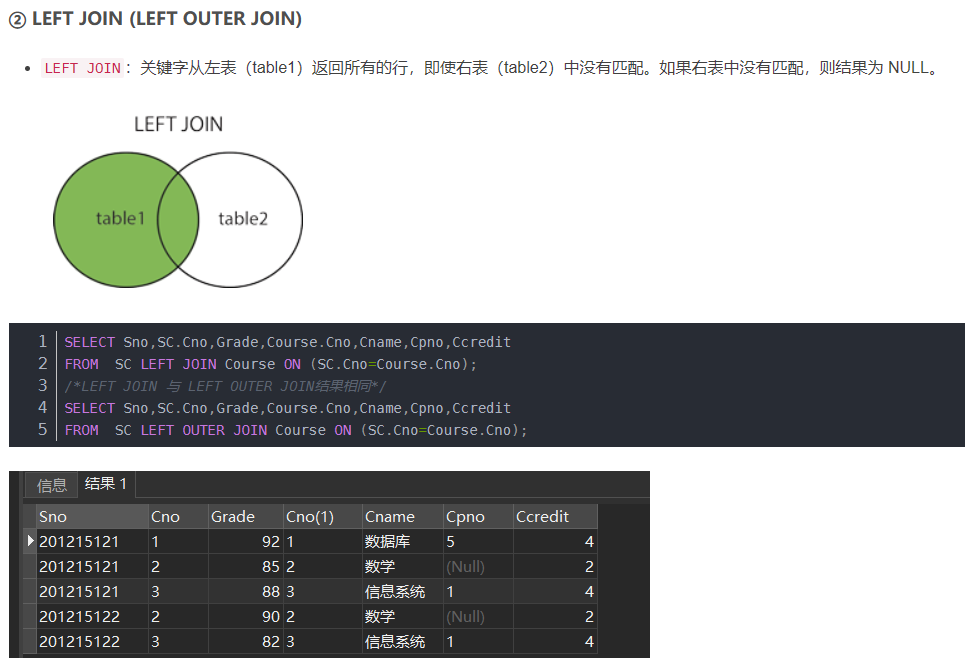 ② LEFT JOIN (LEFT OUTER JOIN)
• LEFT JOIN：关键字从左表（table1）返回所有的行，即使右表（table2）中没有匹配。如果右表中没有匹配，则结果为 NULL。
LEFT JOIN
table1 table2
1 SELECT Sno,SC.Cno,Grade,Course.Cno,Cname,Cpno,Ccredit
2 FROM  SC LEFT JOIN Course ON (SC.Cno=Course.Cno);
3 /*LEFT JOIN 与 LEFT OUTER JOIN结果相同*/
4 SELECT Sno,SC.Cno,Grade,Course.Cno,Cname,Cpno,Ccredit
5 FROM  SC LEFT OUTER JOIN Course ON (SC.Cno=Course.Cno);
信息 结果 1
Sno Cno Grade Cno(1) Cname Cpno Ccredit
201215121 1 92 1 数据库 5 4
201215121 2 85 2 数学 (Null) 2
201215121 3 88 3 信息系统 1 4
201215122 2 90 2 数学 (Null) 2
201215122 3 82 3 信息系统 1 4